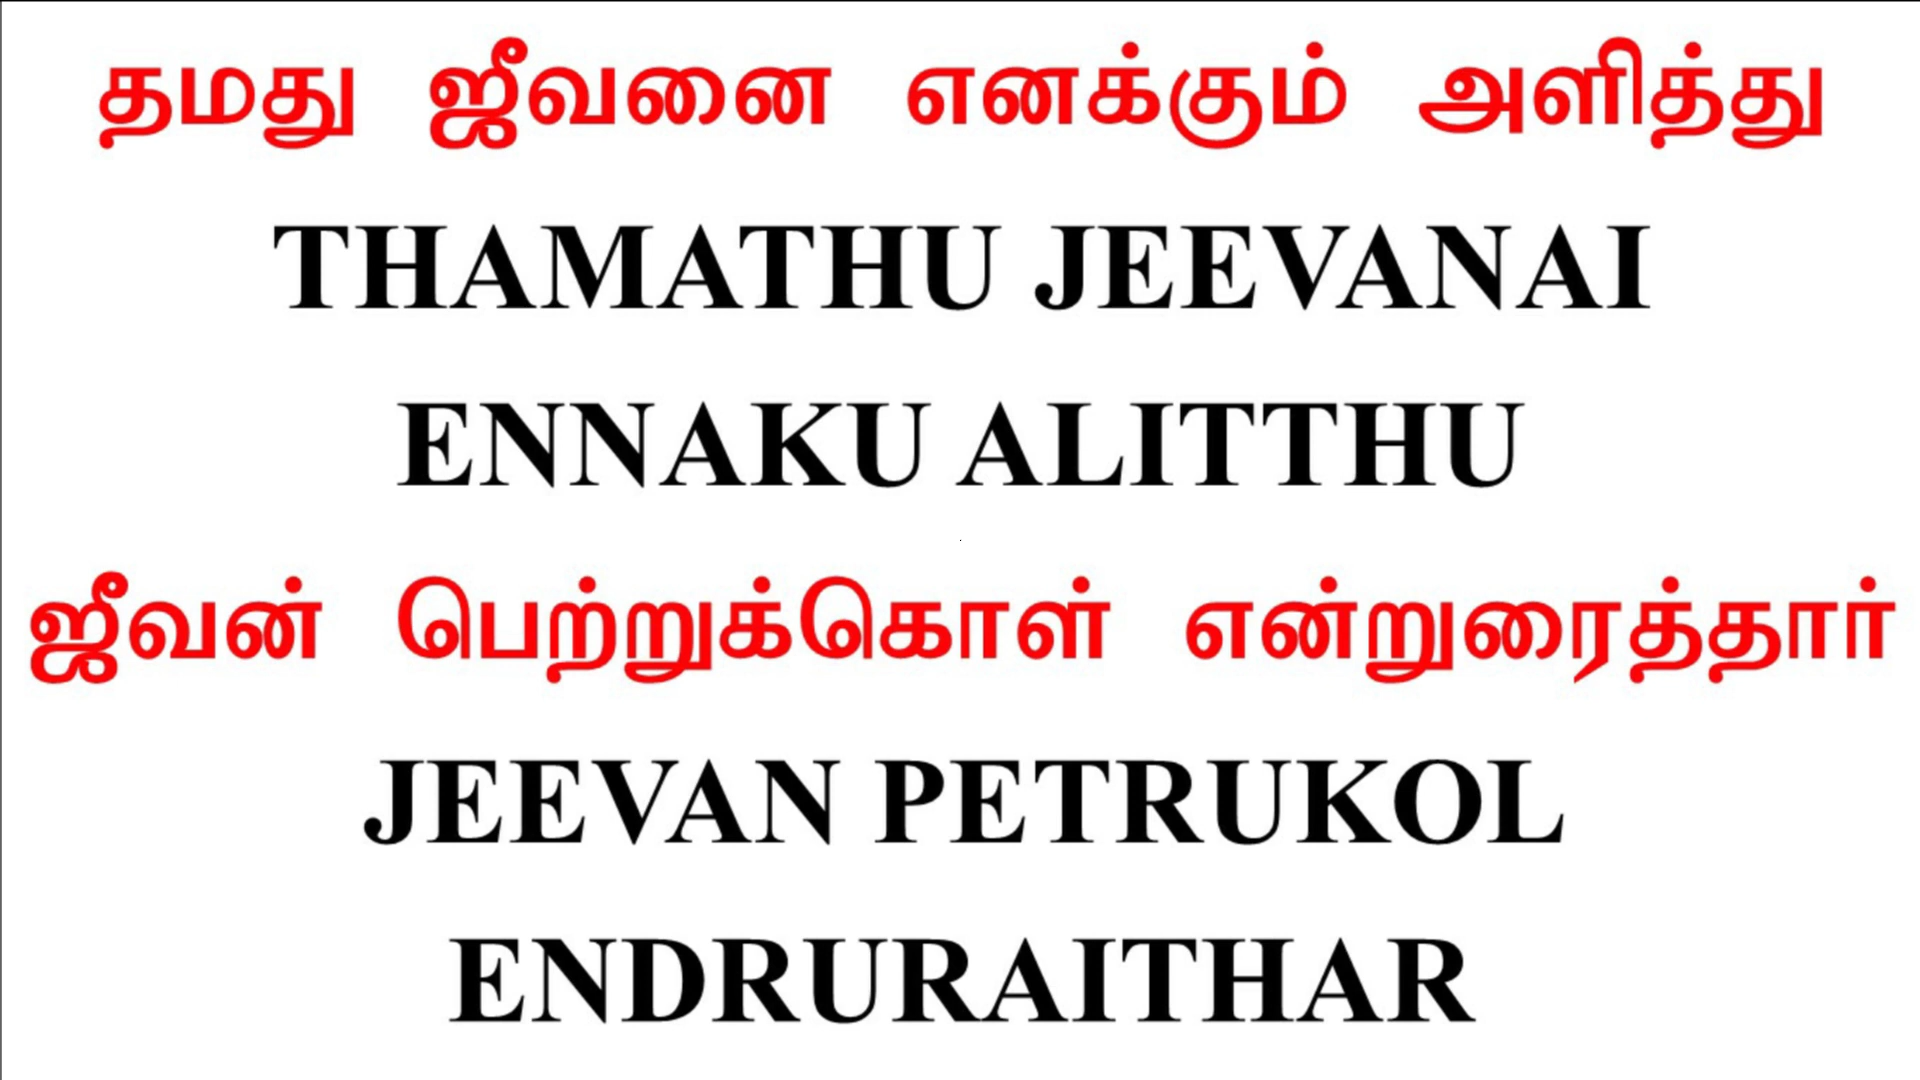 தமது ஜீவனை எனக்கும் அளித்து
THAMATHU JEEVANAI
ENNAKU ALITTHU
ஜீவன் பெற்றுக்கொள் என்றுரைத்தார்
JEEVAN PETRUKOL
ENDRURAITHAR